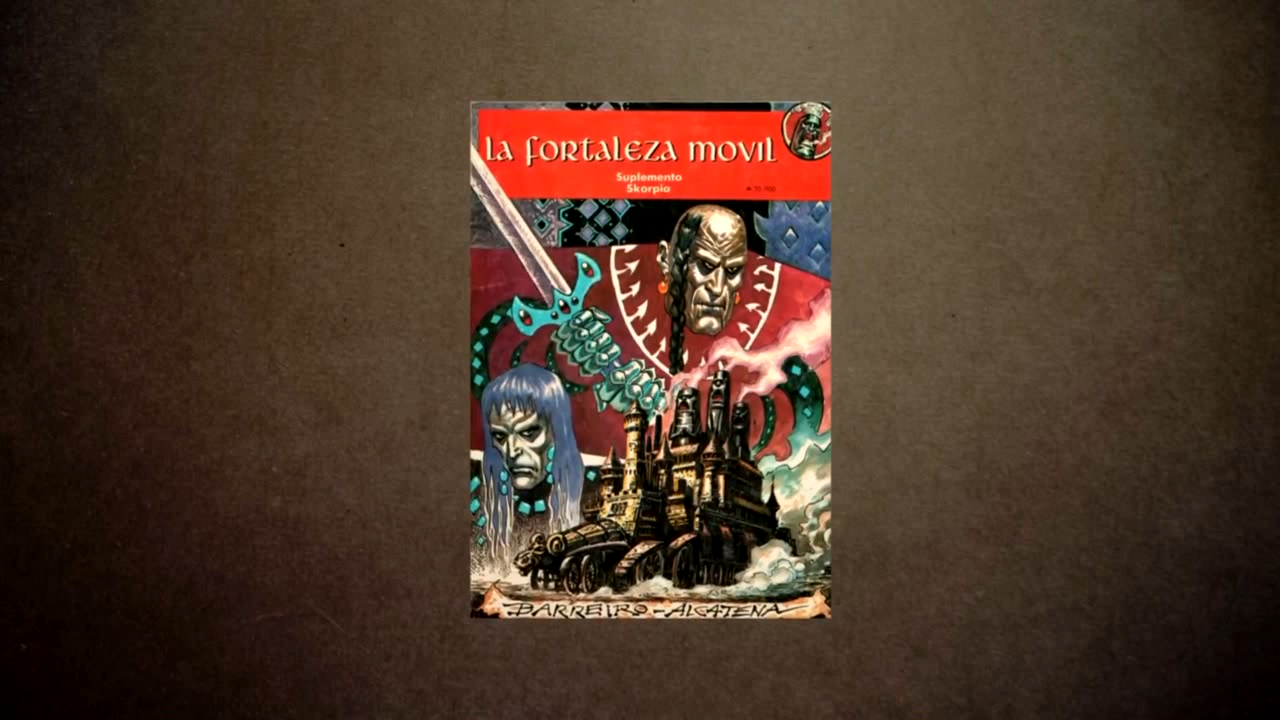 La fortaleza movil
Suplemento
Skorpio
BARREIRO - ALCATENA